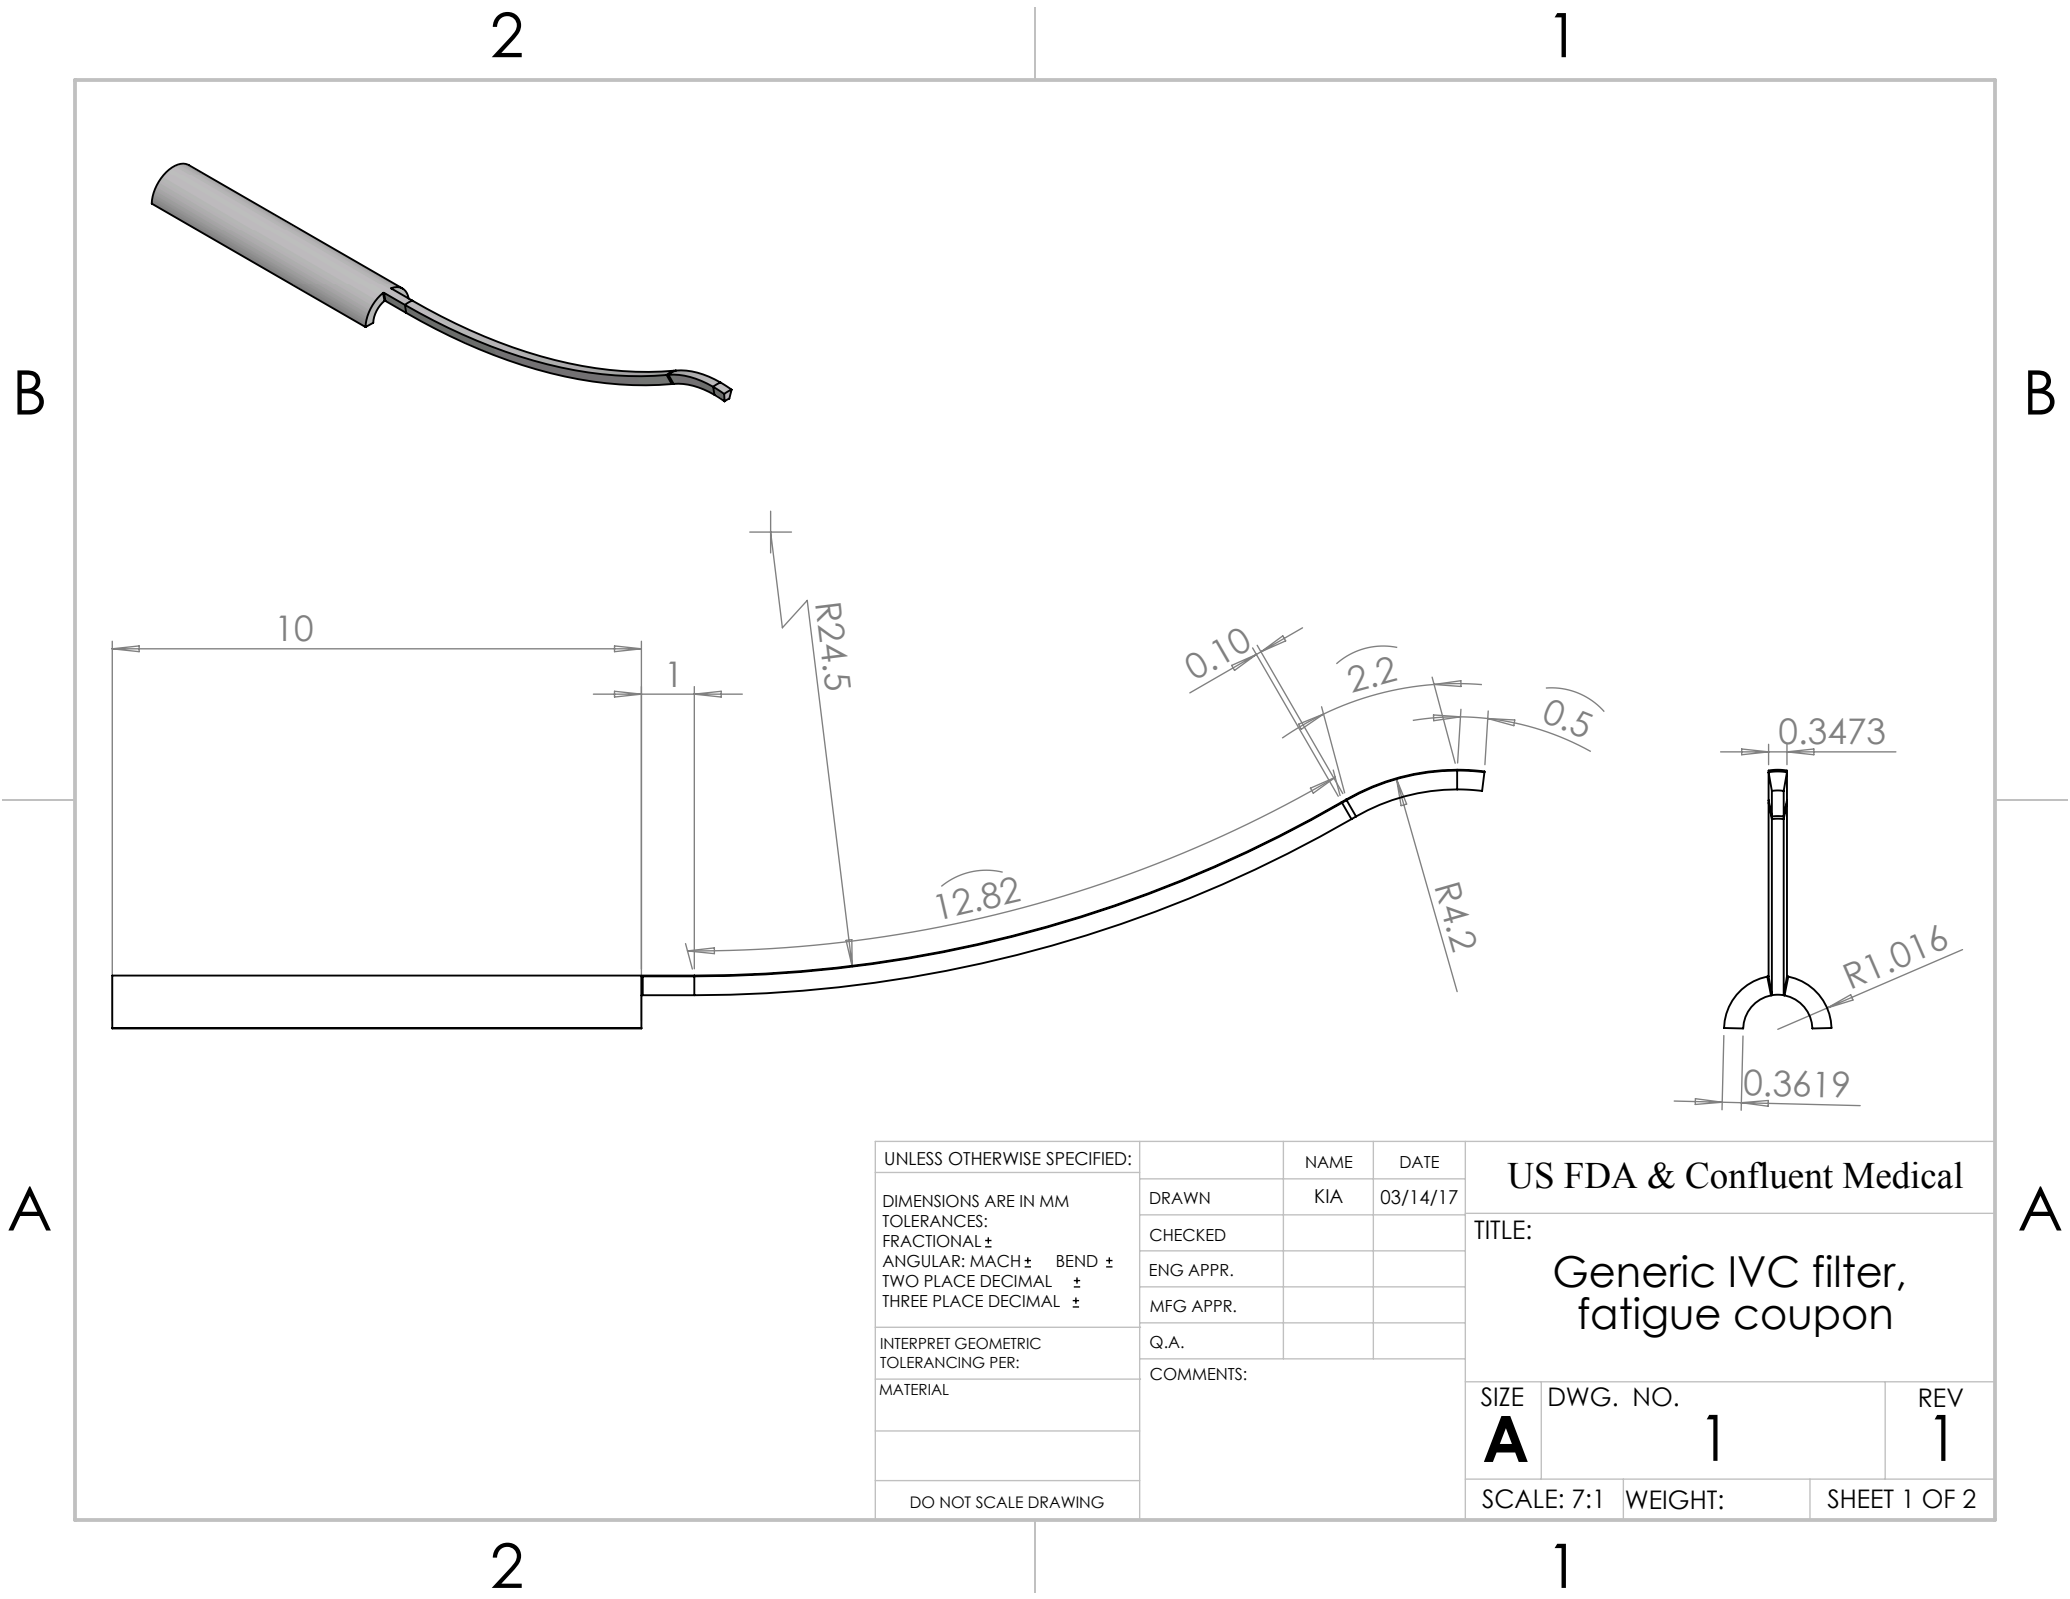 2
1
B
B
10
1
R24.5
0.10
2.2
0.5
12.82
R4.2
0.3473
R1.016
0.3619
A
A
UNLESS OTHERWISE SPECIFIED:
DIMENSIONS ARE IN MM
TOLERANCES:
FRACTIONAL ±
ANGULAR: MACH ± BEND ±
TWO PLACE DECIMAL ±
THREE PLACE DECIMAL ±
INTERPRET GEOMETRIC
TOLERANCING PER:
MATERIAL
DO NOT SCALE DRAWING
NAME DATE
DRAWN KIA 03/14/17
CHECKED
ENG APPR.
MFG APPR.
Q.A.
COMMENTS:
US FDA & Confluent Medical
TITLE:
Generic IVC filter,
fatigue coupon
SIZE DWG. NO. REV
A 1 1
SCALE: 7:1 WEIGHT: SHEET 1 OF 2
2
1